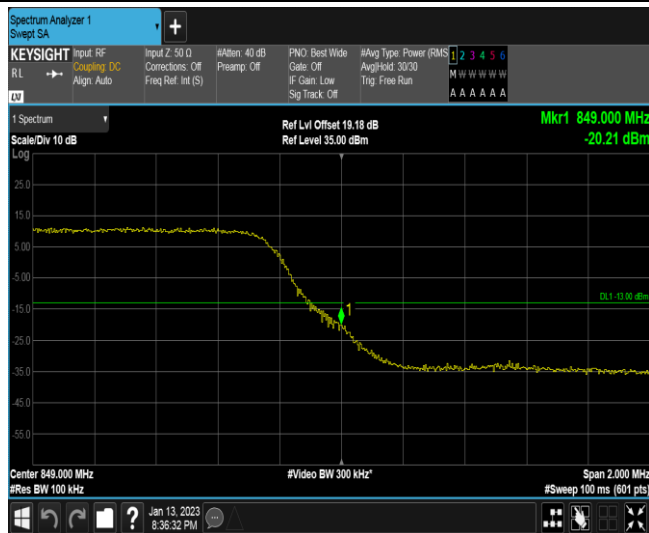 Spectrum Analyzer 1
Swept SA
KEYSIGHT
RL
Input: RF
Coupling: DC
Align: Auto
Input Z: 50 Ω
Corrections: Off
Freq Ref: Int (S)
#Atten: 40 dB
Preamp: Off
PNO: Best Wide
Gate: Off
IF Gain: Low
Sig Track: Off
#Avg Type: Power (RMS
Avg|Hold: 30/30
Trig: Free Run
1 2 3 4 5 6
M W W W W W
A A A A A A
LXI
1 Spectrum
Scale/Div 10 dB
Ref Lvl Offset 19.18 dB
Ref Level 35.00 dBm
Mkr1 849.000 MHz
-20.21 dBm
Log
25.0
15.0
5.00
-5.00
DL1 -13.00 dBm
1
-15.0
-25.0
-35.0
-45.0
-55.0
Center 849.000 MHz
#Video BW 300 kHz*
Span 2.000 MHz
#Res BW 100 kHz
#Sweep 100 ms (601 pts)
?
Jan 13, 2023
8:36:32 PM